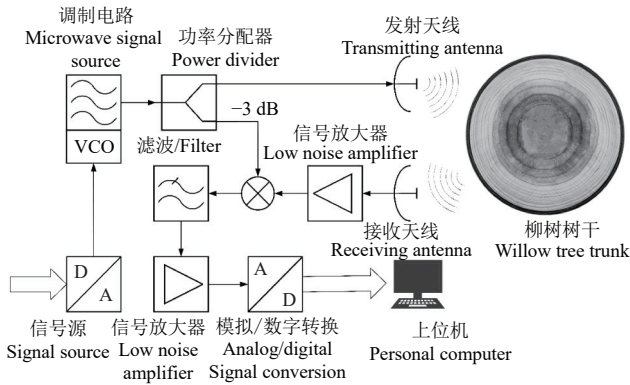 调制电路
Microwave signal
source
功率分配器
Power divider
发射天线
Transmitting antenna
−3 dB
VCO
滤波/Filter
信号放大器
Low noise amplifier
接收天线
Receiving antenna
柳树树干
Willow tree trunk
D
A
A
D
信号源
Signal source
信号放大器
Low noise
amplifier
模拟/数字转换
Analog/digital
Signal conversion
上位机
Personal computer